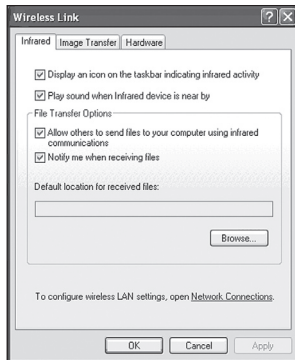 Wireless Link
Infrared Image Transfer Hardware
Display an icon on the taskbar indicating infrared activity
Play sound when Infrared device is near by
File Transfer Options
Allow others to send files to your computer using infrared
communications
Notify me when receiving files
Default location for received files:
Browse...
To configure wireless LAN settings, open Network Connections.
OK Cancel Apply